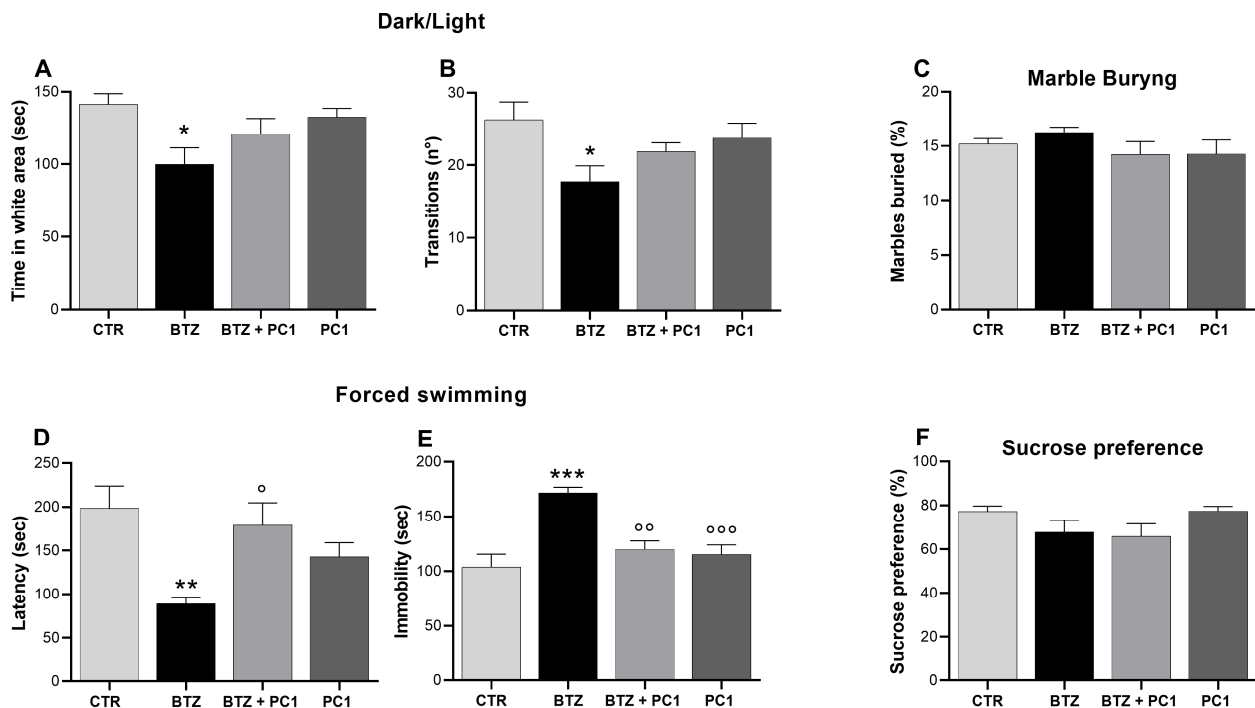 Dark/Light
A
Time in white area (sec)
150
100
50
0
*
CTR BTZ BTZ + PC1 PC1
B
Transitions (n°)
30
20
10
0
*
CTR BTZ BTZ + PC1 PC1
C
Marble Buryng
Marbles buried (%)
20
15
10
5
0
CTR BTZ BTZ + PC1 PC1
Forced swimming
D
Latency (sec)
250
200
150
100
50
0
**
°
CTR BTZ BTZ + PC1 PC1
E
Immobility (sec)
200
150
100
50
0
***
°°
°°°
CTR BTZ BTZ + PC1 PC1
F
Sucrose preference
Sucrose preference (%)
100
80
60
40
20
0
CTR BTZ BTZ + PC1 PC1